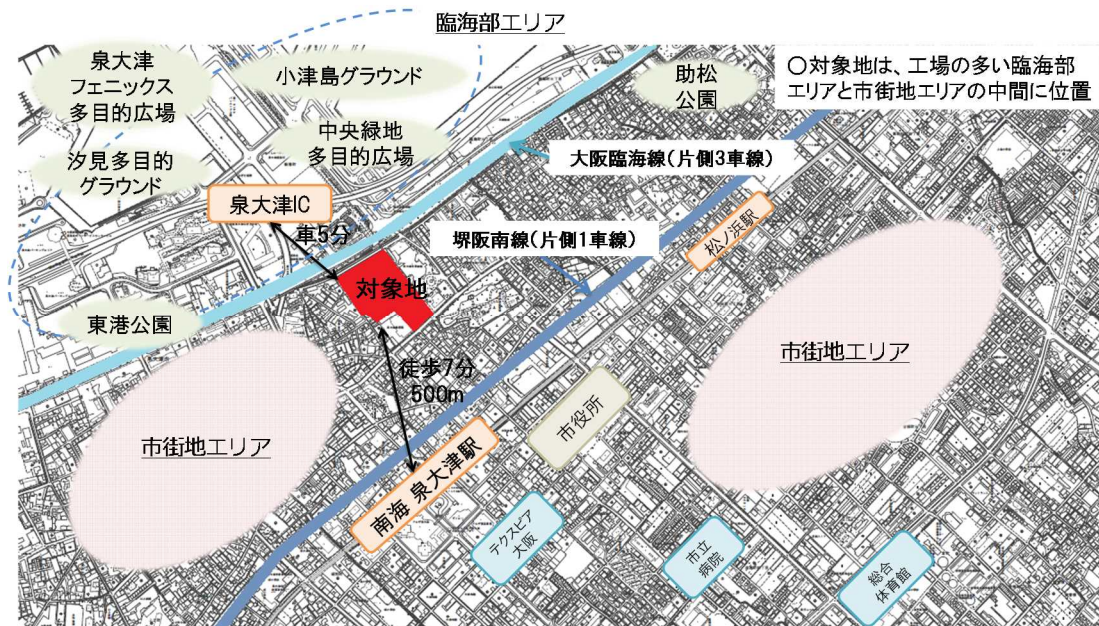 臨海部エリア
泉大津
フェニックス
多目的広場
小津島グラウンド
助松
公園
〇対象地は、工場の多い臨海部
エリアと市街地エリアの中間に位置
汐見多目的
グラウンド
中央緑地
多目的広場
大阪臨海線(片側3車線)
泉大津IC
車5分
堺阪南線(片側1車線)
松ノ浜駅
対象地
東港公園
徒歩7分
500m
市街地エリア
市街地エリア
市役所
南海 泉大津駅
テクスピア
大阪
市立
病院
総合
体育館